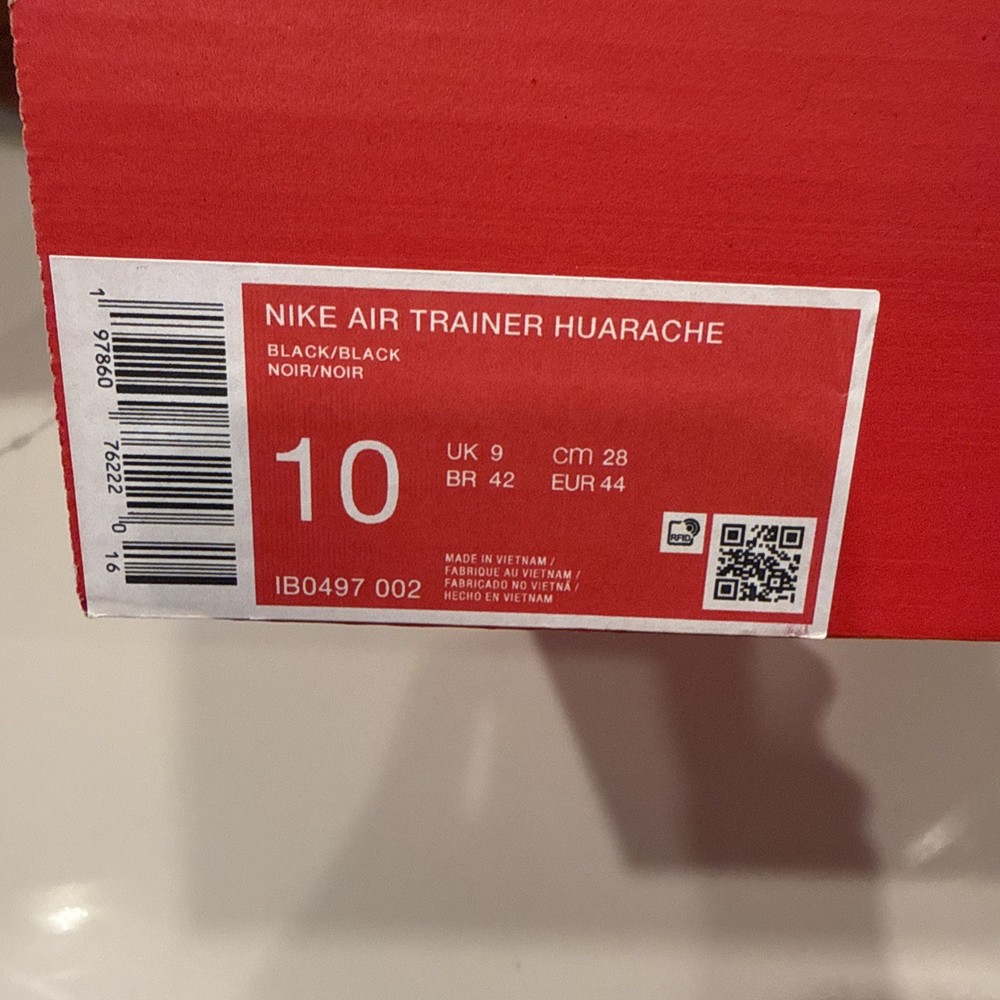 NIKE AIR TRAINER HUARACHE
BLACK/BLACK
NOIR/NOIR
10
UK 9 cm 28
BR 42 EUR 44
IB0497 002
MADE IN VIETNAM /
FABRIQUE AU VIETNAM /
FABRICADO NO VIETNÃ /
HECHO EN VIETNAM
RFID
1 97860 76222 0 16